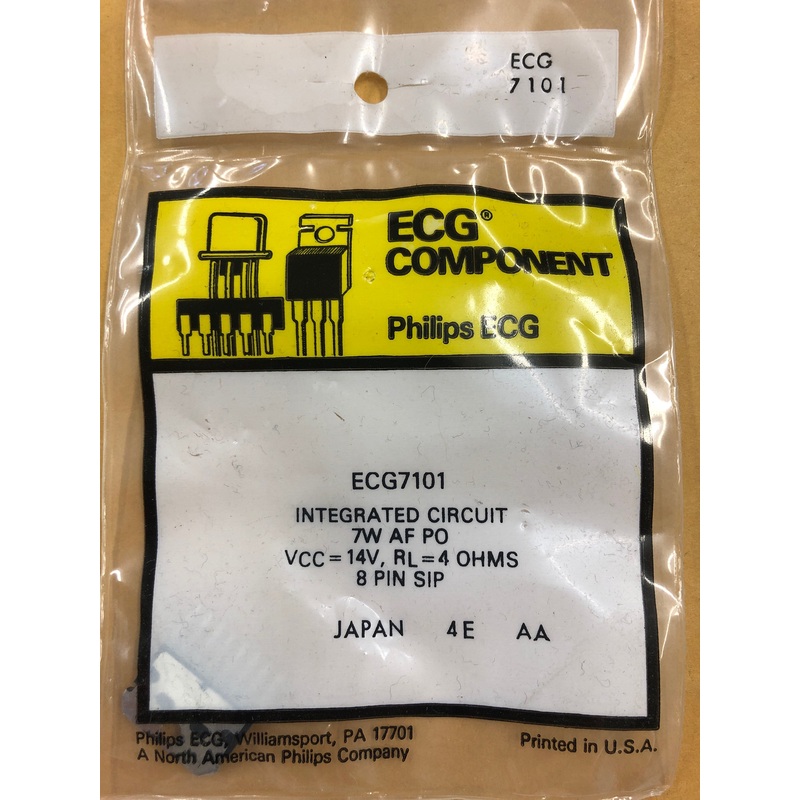 ECG
7101
ECG®
COMPONENT
Philips ECG
ECG7101
INTEGRATED CIRCUIT
7W AF PO
VCC=14V, RL=4 OHMS
8 PIN SIP
JAPAN 4E AA
Philips ECG, Williamsport, PA 17701
A North American Philips Company
Printed in U.S.A.